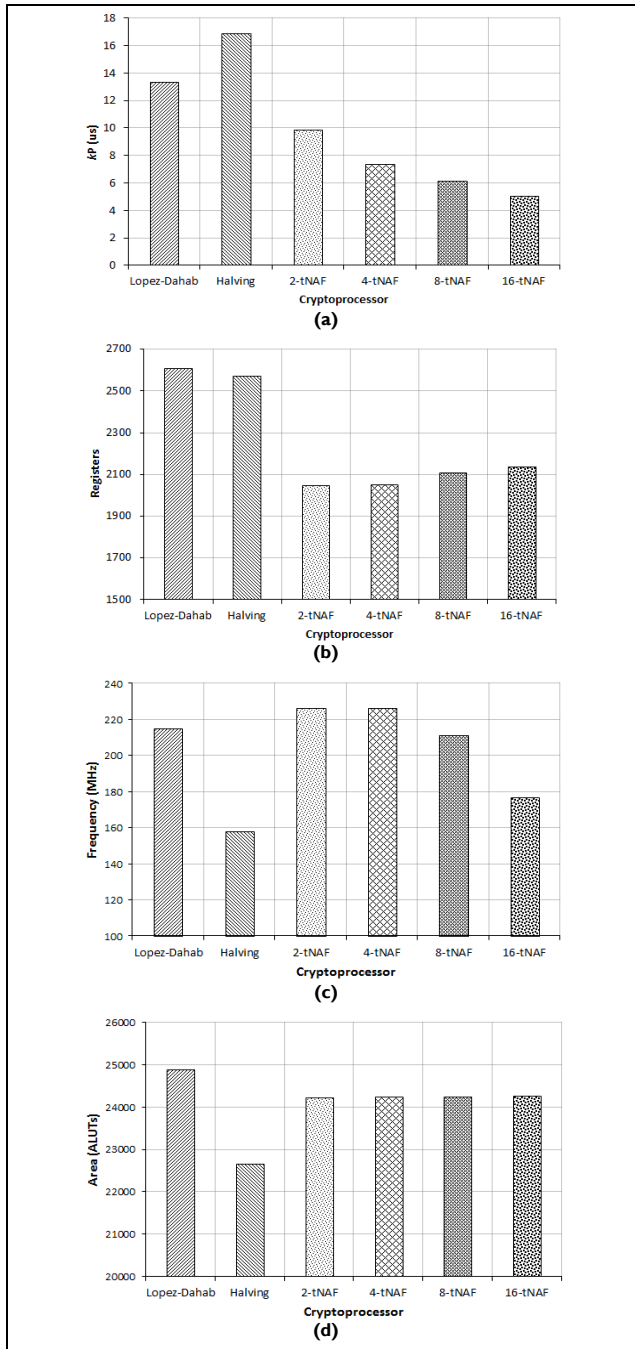 18
16
14
12
10
8
6
4
2
0
kP (us)
Lopez-Dahab Halving 2-tNAF 4-tNAF 8-tNAF 16-tNAF
Cryptoprocessor
(a)
2700
2500
2300
2100
1900
1700
1500
Registers
Lopez-Dahab Halving 2-tNAF 4-tNAF 8-tNAF 16-tNAF
Cryptoprocessor
(b)
240
220
200
180
160
140
120
100
Frequency (MHz)
Lopez-Dahab Halving 2-tNAF 4-tNAF 8-tNAF 16-tNAF
Cryptoprocessor
(c)
26000
25000
24000
23000
22000
21000
20000
Area (ALUTs)
Lopez-Dahab Halving 2-tNAF 4-tNAF 8-tNAF 16-tNAF
Cryptoprocessor
(d)